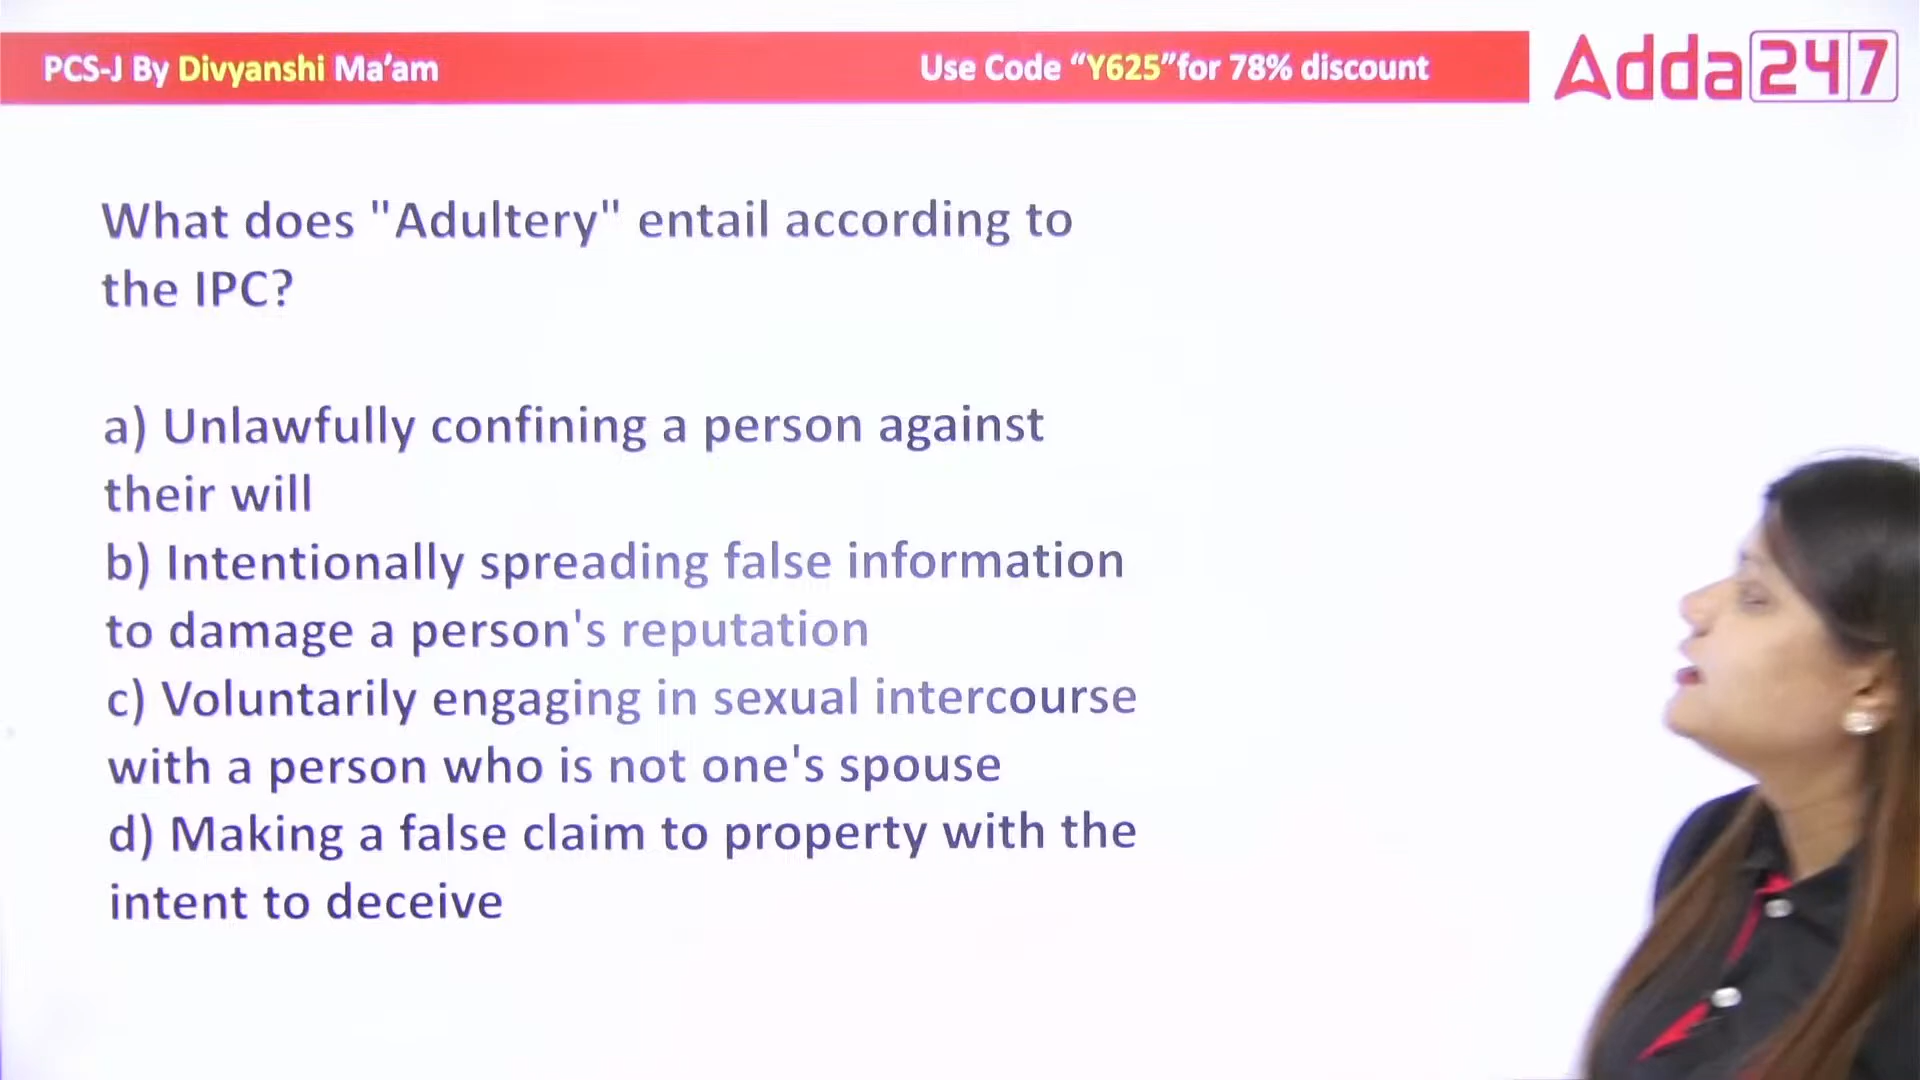 PCS-J By Divyanshi Ma’am
Use Code “Y625”for 78% discount
Adda247
What does "Adultery" entail according to
the IPC?
a) Unlawfully confining a person against
their will
b) Intentionally spreading false information
to damage a person's reputation
c) Voluntarily engaging in sexual intercourse
with a person who is not one's spouse
d) Making a false claim to property with the
intent to deceive